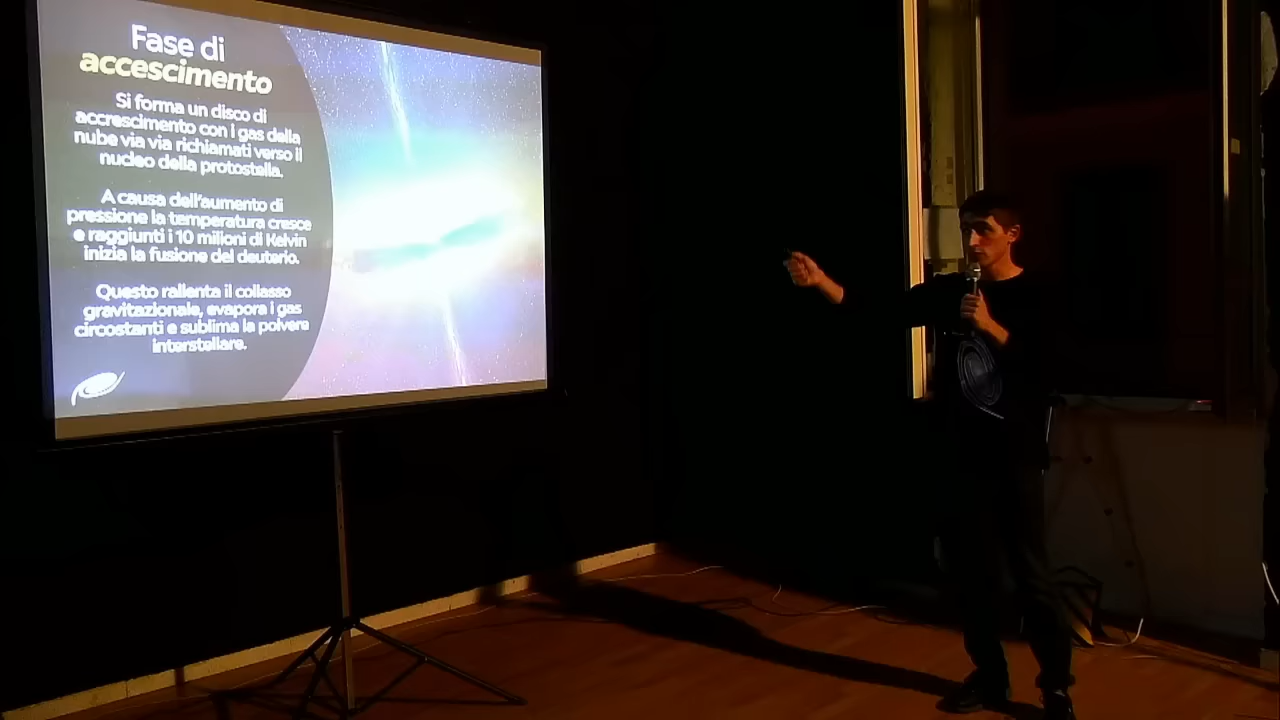 Fase di
accescimento
Si forma un disco di
accrescimento con i gas della
nube via via richiamati verso il
nucleo della protostella.
A causa dell'aumento di
pressione la temperatura cresce
e raggiunti i 10 milioni di Kelvin
inizia la fusione del deuterio.
Questo rallenta il collasso
gravitazionale, evapora i gas
circostanti e sublima la polvere
interstellare.